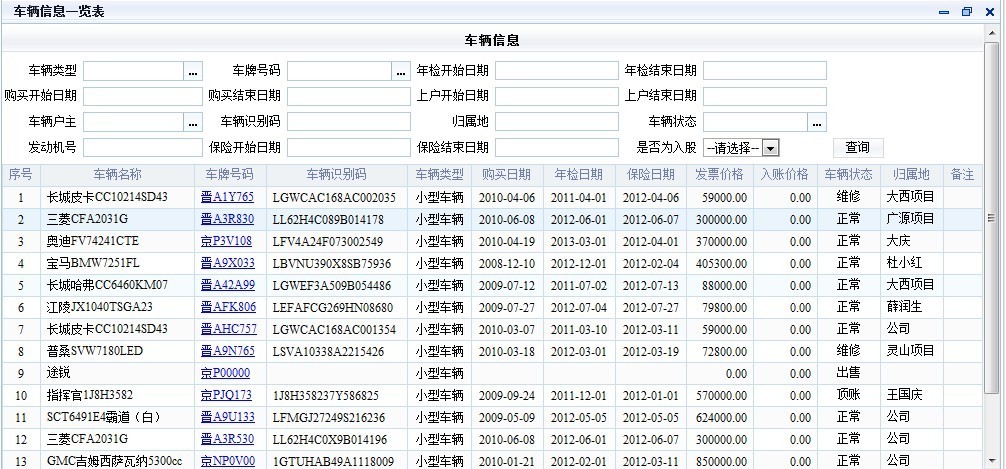 车辆信息一览表
车辆信息
车辆类型 ... 车牌号码 ... 年检开始日期 年检结束日期
购买开始日期 购买结束日期 上户开始日期 上户结束日期
车辆户主 ... 车辆识别码 归属地 车辆状态 ...
发动机号 保险开始日期 保险结束日期 是否为入股 --请选择-- 查询
序号 车辆名称 车牌号码 车辆识别码 车辆类型 购买日期 年检日期 保险日期 发票价格 入账价格 车辆状态 归属地 备注
1 长城皮卡CC10214SD43 晋A1Y765 LGWCAC168AC002035 小型车辆 2010-04-06 2011-04-01 2012-04-06 59000.00 0.00 维修 大西项目
2 三菱CFA2031G 晋A3R830 LL62H4C089B014178 小型车辆 2010-06-08 2012-06-01 2012-06-07 300000.00 0.00 正常 广源项目
3 奥迪FV74241CTE 京P3V108 LFV4A24F073002549 小型车辆 2010-04-19 2013-03-01 2012-04-01 370000.00 0.00 正常 大庆
4 宝马BMW7251FL 晋A9X033 LBVNU390X8SB75936 小型车辆 2008-12-10 2012-12-01 2012-02-04 405300.00 0.00 正常 杜小红
5 长城哈弗CC6460KM07 晋A42A99 LGWEF3A509B054486 小型车辆 2009-07-12 2011-07-02 2012-07-13 88000.00 0.00 正常 大西项目
6 江陵JX1040TSGA23 晋AFK806 LEFAFCG269HN08680 小型车辆 2009-07-27 2012-07-04 2012-07-27 79800.00 0.00 正常 薛润生
7 长城皮卡CC10214SD43 晋AHC757 LGWCAC168AC001354 小型车辆 2010-03-07 2011-03-10 2012-03-11 59000.00 0.00 正常 公司
8 普桑SVW7180LED 晋A9N765 LSVA10338A2215426 小型车辆 2010-03-18 2012-03-01 2012-03-19 72800.00 0.00 维修 灵山项目
9 途锐 京P00000 小型车辆 0.00 0.00 出售
10 指挥官1J8H3582 京PJQ173 1J8H358237Y586825 小型车辆 2009-09-24 2011-12-01 2012-01-01 570000.00 0.00 顶账 王国庆
11 SCT6491E4霸道（白） 晋A9U133 LFMGJ27249S216236 小型车辆 2009-05-09 2012-05-05 2012-05-05 624000.00 0.00 正常 公司
12 三菱CFA2031G 晋A3R530 LL62H4C0X9B014196 小型车辆 2010-06-08 2012-06-01 2012-06-07 300000.00 0.00 正常 公司
13 GMC吉姆西萨瓦纳5300cc 京NP0V00 1GTUHAB49A1118009 小型车辆 2010-01-21 2012-02-01 2012-03-11 850000.00 0.00 正常 公司